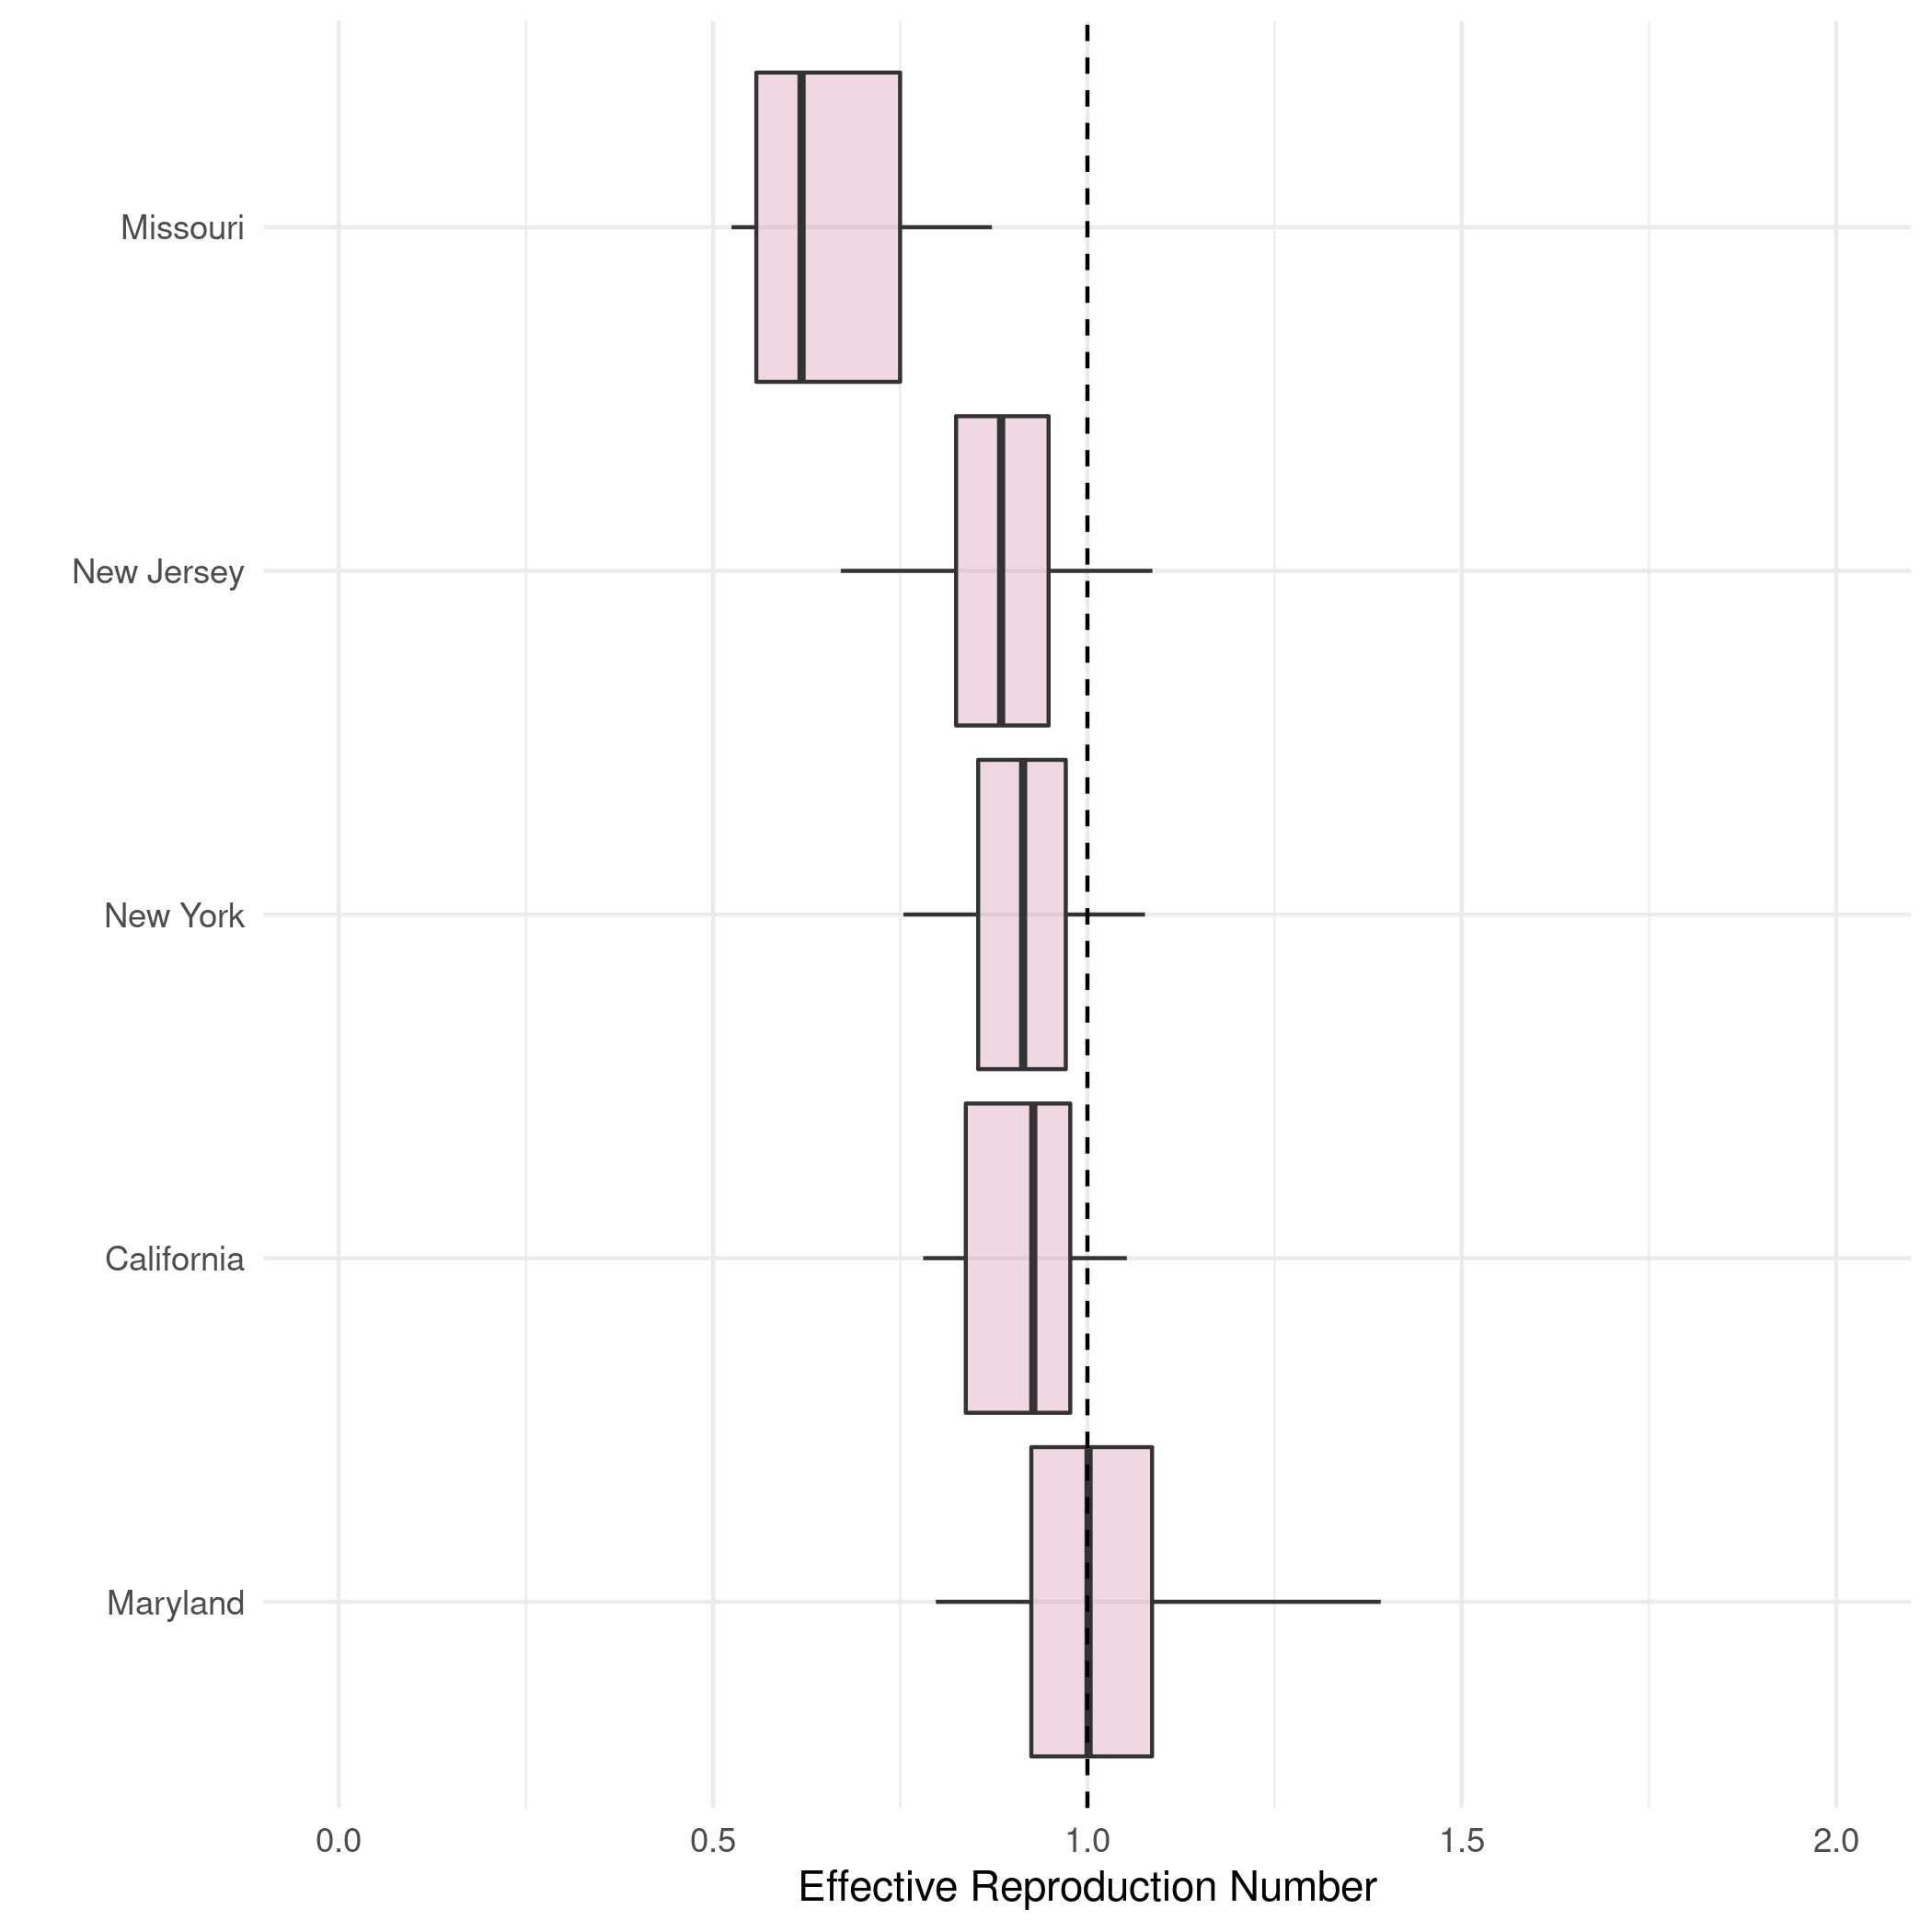 Missouri
New Jersey
New York
California
Maryland
0.0 0.5 1.0 1.5 2.0
Effective Reproduction Number